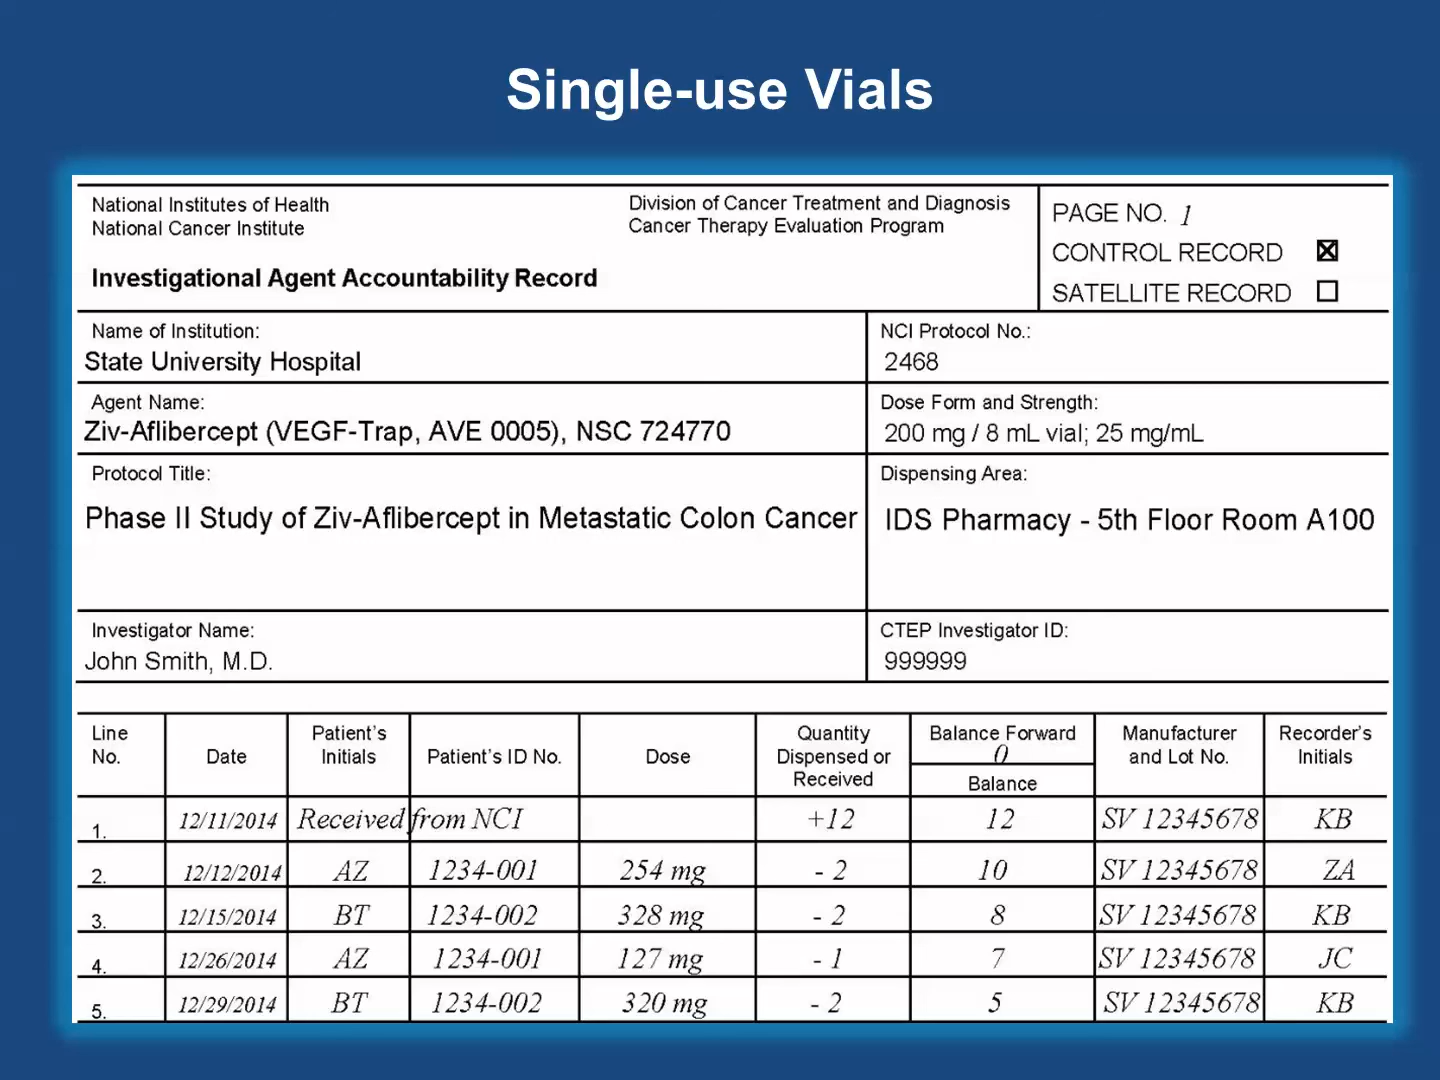 Single-use Vials
National Institutes of Health
National Cancer Institute
Division of Cancer Treatment and Diagnosis
Cancer Therapy Evaluation Program
Investigational Agent Accountability Record
PAGE NO. 1
CONTROL RECORD ☒
SATELLITE RECORD ☐
Name of Institution:
State University Hospital
NCI Protocol No.:
2468
Agent Name:
Ziv-Aflibercept (VEGF-Trap, AVE 0005), NSC 724770
Dose Form and Strength:
200 mg / 8 mL vial; 25 mg/mL
Protocol Title:
Phase II Study of Ziv-Aflibercept in Metastatic Colon Cancer
Dispensing Area:
IDS Pharmacy - 5th Floor Room A100
Investigator Name:
John Smith, M.D.
CTEP Investigator ID:
999999
Line No. Date Patient's Initials Patient's ID No. Dose Quantity Dispensed or Received Balance Forward 0 Balance Manufacturer and Lot No. Recorder's Initials
1. 12/11/2014 Received from NCI +12 12 SV 12345678 KB
2. 12/12/2014 AZ 1234-001 254 mg - 2 10 SV 12345678 ZA
3. 12/15/2014 BT 1234-002 328 mg - 2 8 SV 12345678 KB
4. 12/26/2014 AZ 1234-001 127 mg - 1 7 SV 12345678 JC
5. 12/29/2014 BT 1234-002 320 mg - 2 5 SV 12345678 KB